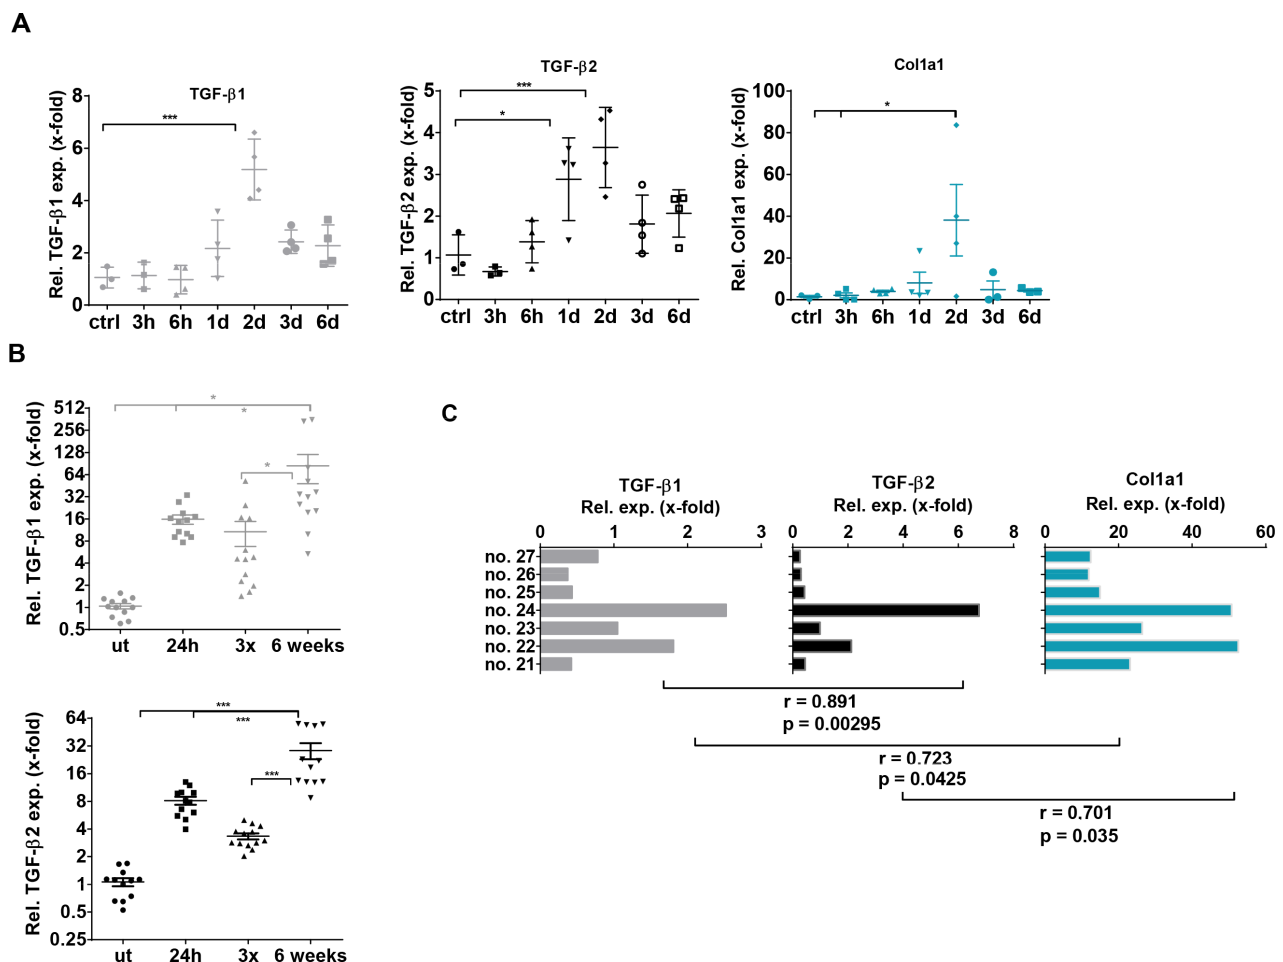 A
TGF-β1
Rel. TGF-β1 exp. (x-fold)
8
6
4
2
0
***
ctrl 3h 6h 1d 2d 3d 6d
TGF-β2
Rel. TGF-β2 exp. (x-fold)
5
4
3
2
1
0
***
*
ctrl 3h 6h 1d 2d 3d 6d
Col1a1
Rel. Col1a1 exp. (x-fold)
100
80
60
40
20
0
*
ctrl 3h 6h 1d 2d 3d 6d
B
Rel. TGF-β1 exp. (x-fold)
512
256
128
64
32
16
8
4
2
1
0.5
*
*
*
ut 24h 3x 6 weeks
Rel. TGF-β2 exp. (x-fold)
64
32
16
8
4
2
1
0.5
0.25
***
***
***
ut 24h 3x 6 weeks
C
TGF-β1
Rel. exp. (x-fold)
0 1 2 3
TGF-β2
Rel. exp. (x-fold)
0 2 4 6 8
Col1a1
Rel. exp. (x-fold)
0 20 40 60
no. 27
no. 26
no. 25
no. 24
no. 23
no. 22
no. 21
r = 0.891
p = 0.00295
r = 0.723
p = 0.0425
r = 0.701
p = 0.035